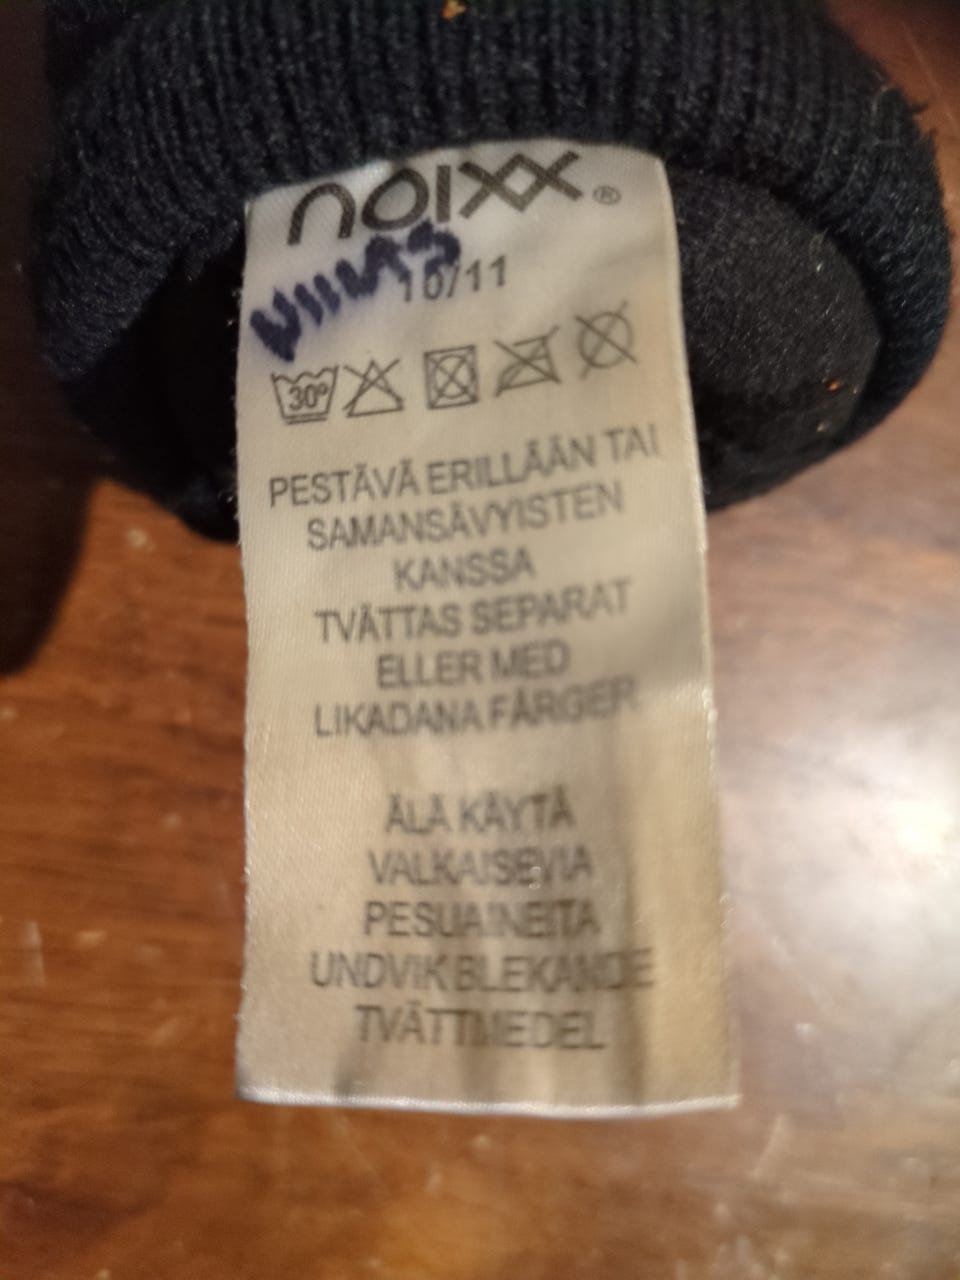 noixx®
10/11
30°
PESTÄVÄ ERILLÄÄN TAI
SAMANSÄVYISTEN
KANSSA
TVÄTTAS SEPARAT
ELLER MED
LIKADANA FÄRGER
ÄLÄ KÄYTÄ
VALKAISEVIA
PESUAINEITA
UNDVIK BLEKANDE
TVÄTTMEDEL